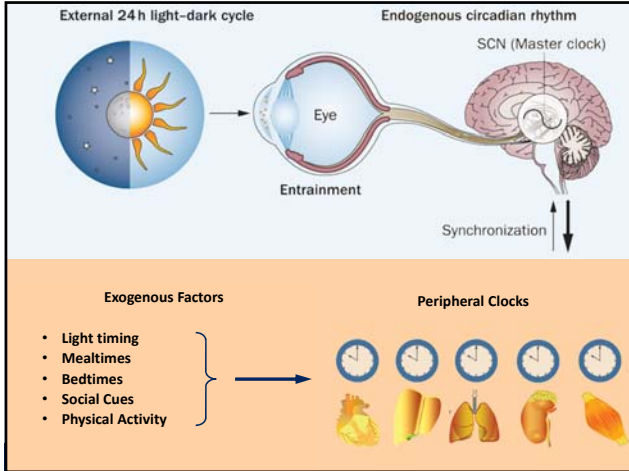 External 24 h light–dark cycle
Endogenous circadian rhythm
SCN (Master clock)
Eye
Entrainment
Synchronization
Exogenous Factors
• Light timing
• Mealtimes
• Bedtimes
• Social Cues
• Physical Activity
Peripheral Clocks